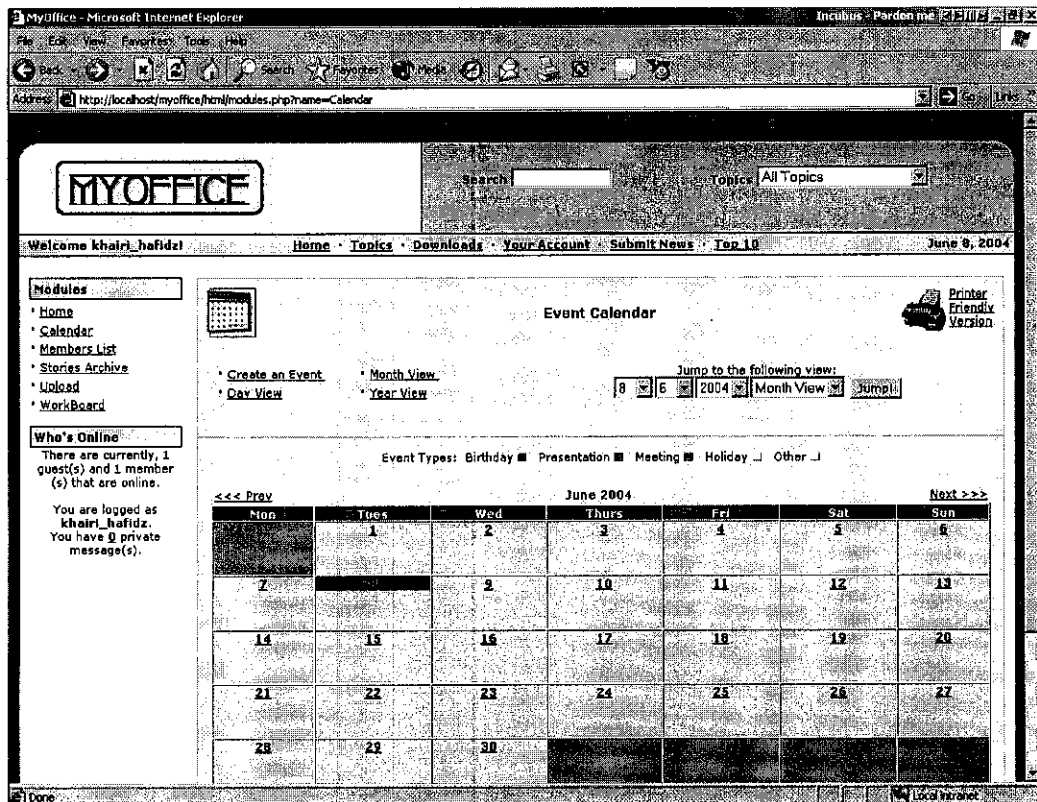 MyOffice - Microsoft Internet Explorer
Incubus - Pardon me
File Edit View Favorites Tools Help
Back Search Favorites Media
Address http://localhost/myoffice/html/modules.php?name=Calendar Go Links
MYOFFICE
Search Topics All Topics
Welcome khairi_hafidz! Home · Topics · Downloads · Your Account · Submit News · Top 10 June 8, 2004
Modules
· Home
· Calendar
· Members List
· Stories Archive
· Upload
· WorkBoard
Who's Online
There are currently, 1
guest(s) and 1 member
(s) that are online.
You are logged as
khairi_hafidz.
You have 0 private
message(s).
Event Calendar
Printer
Friendly
Version
· Create an Event · Month View
· Day View · Year View
Jump to the following view:
8 6 2004 Month View Jump!
Event Types: Birthday Presentation Meeting Holiday Other
<<< Prev June 2004 Next >>>
Mon Tues Wed Thurs Fri Sat Sun
1 2 3 4 5 6
7 9 10 11 12 13
14 15 16 17 18 19 20
21 22 23 24 25 26 27
28 29 30
Done Local intranet